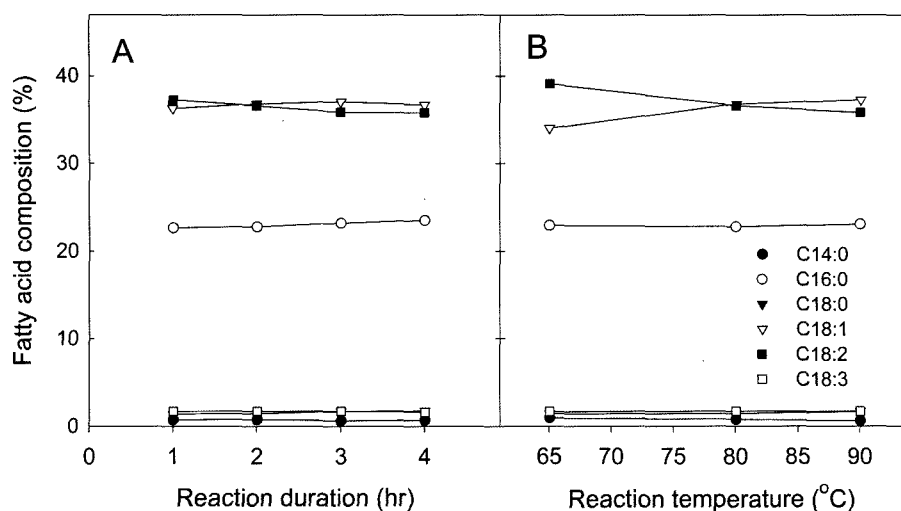 A
B
Fatty acid composition (%)
40
30
20
10
0
C14:0
C16:0
C18:0
C18:1
C18:2
C18:3
0 1 2 3 4
65 70 75 80 85 90
Reaction duration (hr)
Reaction temperature (°C)